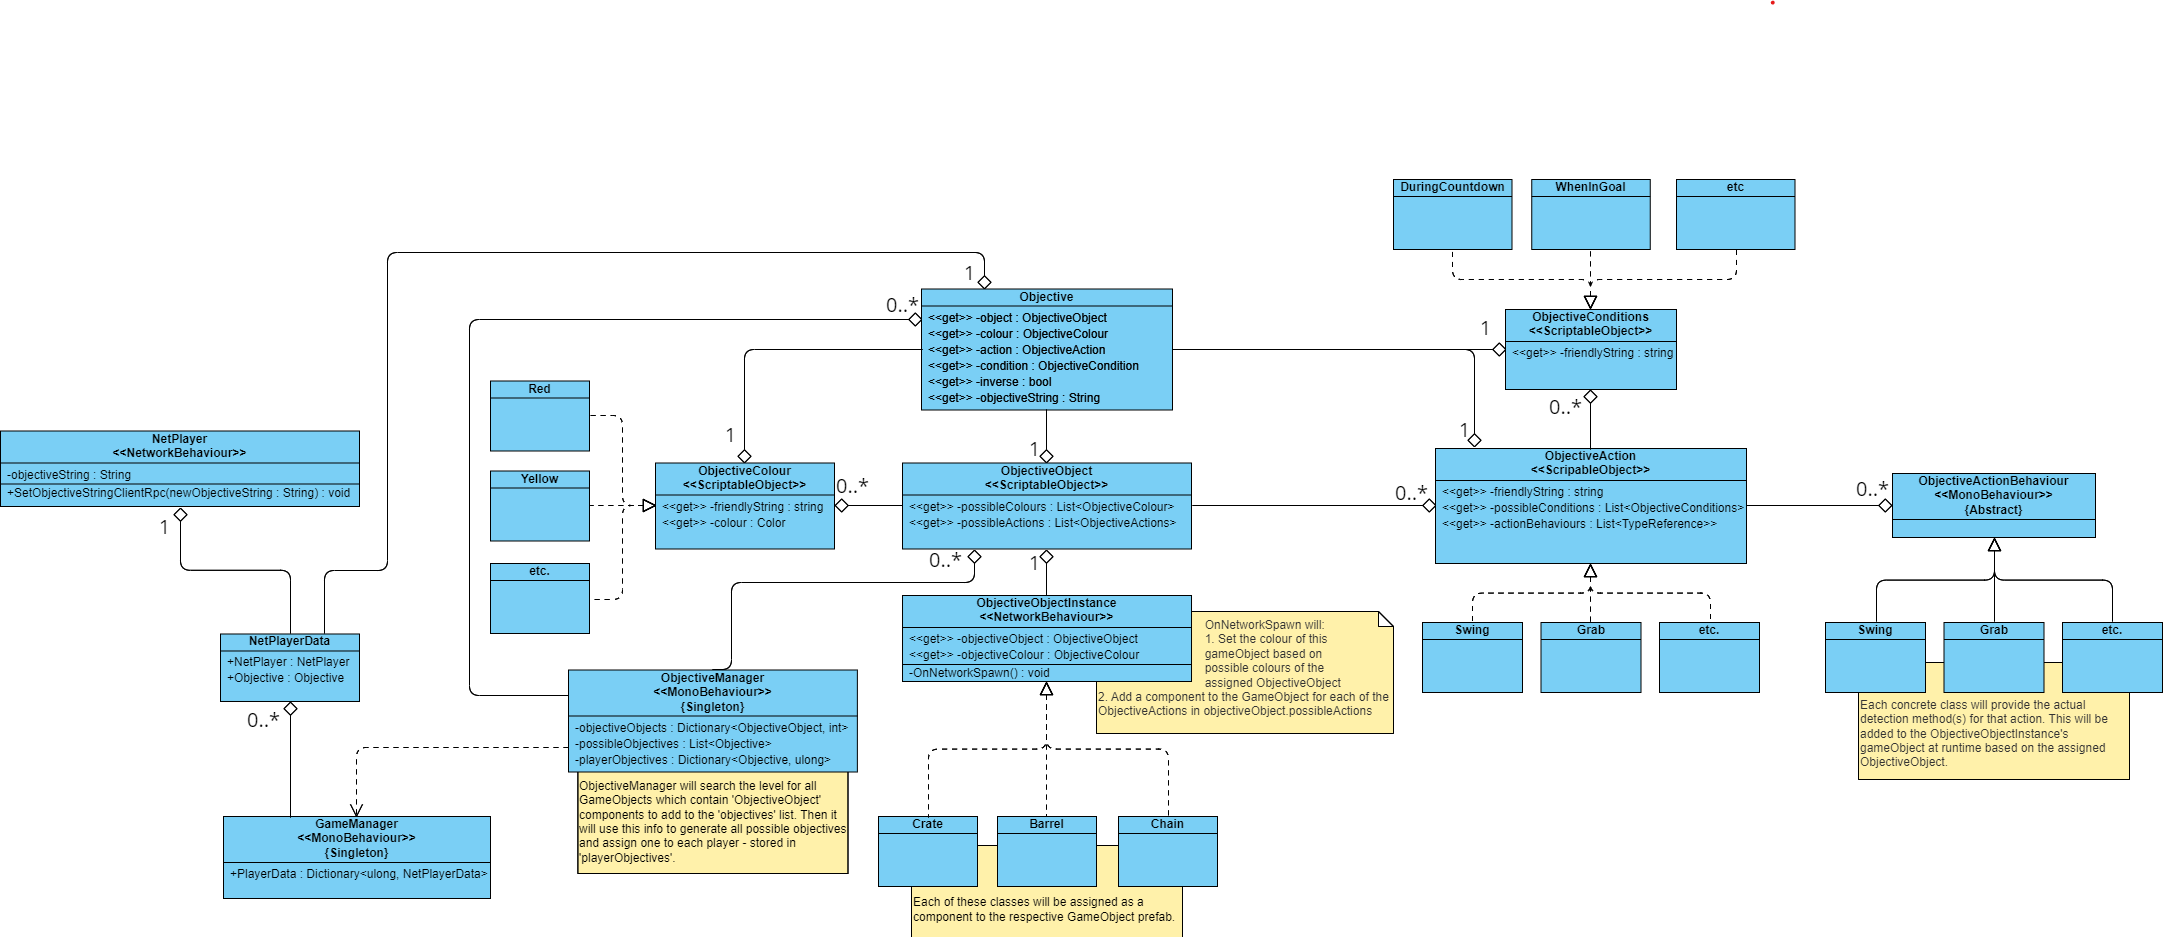 DuringCountdown
WhenInGoal
etc
1
0..*
Objective
<<get>> -object : ObjectiveObject
<<get>> -colour : ObjectiveColour
<<get>> -action : ObjectiveAction
<<get>> -condition : ObjectiveCondition
<<get>> -inverse : bool
<<get>> -objectiveString : String
1
ObjectiveConditions
<<ScriptableObject>>
<<get>> -friendlyString : string
0..*
Red
Yellow
etc.
NetPlayer
<<NetworkBehaviour>>
-objectiveString : String
+SetObjectiveStringClientRpc(newObjectiveString : String) : void
1
1
ObjectiveColour
<<ScriptableObject>>
<<get>> -friendlyString : string
<<get>> -colour : Color
0..*
1
ObjectiveObject
<<ScriptableObject>>
<<get>> -possibleColours : List<ObjectiveColour>
<<get>> -possibleActions : List<ObjectiveActions>
0..*
1
0..*
1
ObjectiveAction
<<ScripableObject>>
<<get>> -friendlyString : string
<<get>> -possibleConditions : List<ObjectiveConditions>
<<get>> -actionBehaviours : List<TypeReference>>
0..*
ObjectiveActionBehaviour
<<MonoBehaviour>>
{Abstract}
NetPlayerData
+NetPlayer : NetPlayer
+Objective : Objective
0..*
ObjectiveManager
<<MonoBehaviour>>
{Singleton}
-objectiveObjects : Dictionary<ObjectiveObject, int>
-possibleObjectives : List<Objective>
-playerObjectives : Dictionary<Objective, ulong>
ObjectiveManager will search the level for all
GameObjects which contain 'ObjectiveObject'
components to add to the 'objectives' list. Then it
will use this info to generate all possible objectives
and assign one to each player - stored in
'playerObjectives'.
ObjectiveObjectInstance
<<NetworkBehaviour>>
<<get>> -objectiveObject : ObjectiveObject
<<get>> -objectiveColour : ObjectiveColour
-OnNetworkSpawn() : void
OnNetworkSpawn will:
1. Set the colour of this
gameObject based on
possible colours of the
assigned ObjectiveObject
2. Add a component to the GameObject for each of the
ObjectiveActions in objectiveObject.possibleActions
Swing
Grab
etc.
Swing
Grab
etc.
Each concrete class will provide the actual
detection method(s) for that action. This will be
added to the ObjectiveObjectInstance's
gameObject at runtime based on the assigned
ObjectiveObject.
GameManager
<<MonoBehaviour>>
{Singleton}
+PlayerData : Dictionary<ulong, NetPlayerData>
Crate
Barrel
Chain
Each of these classes will be assigned as a
component to the respective GameObject prefab.